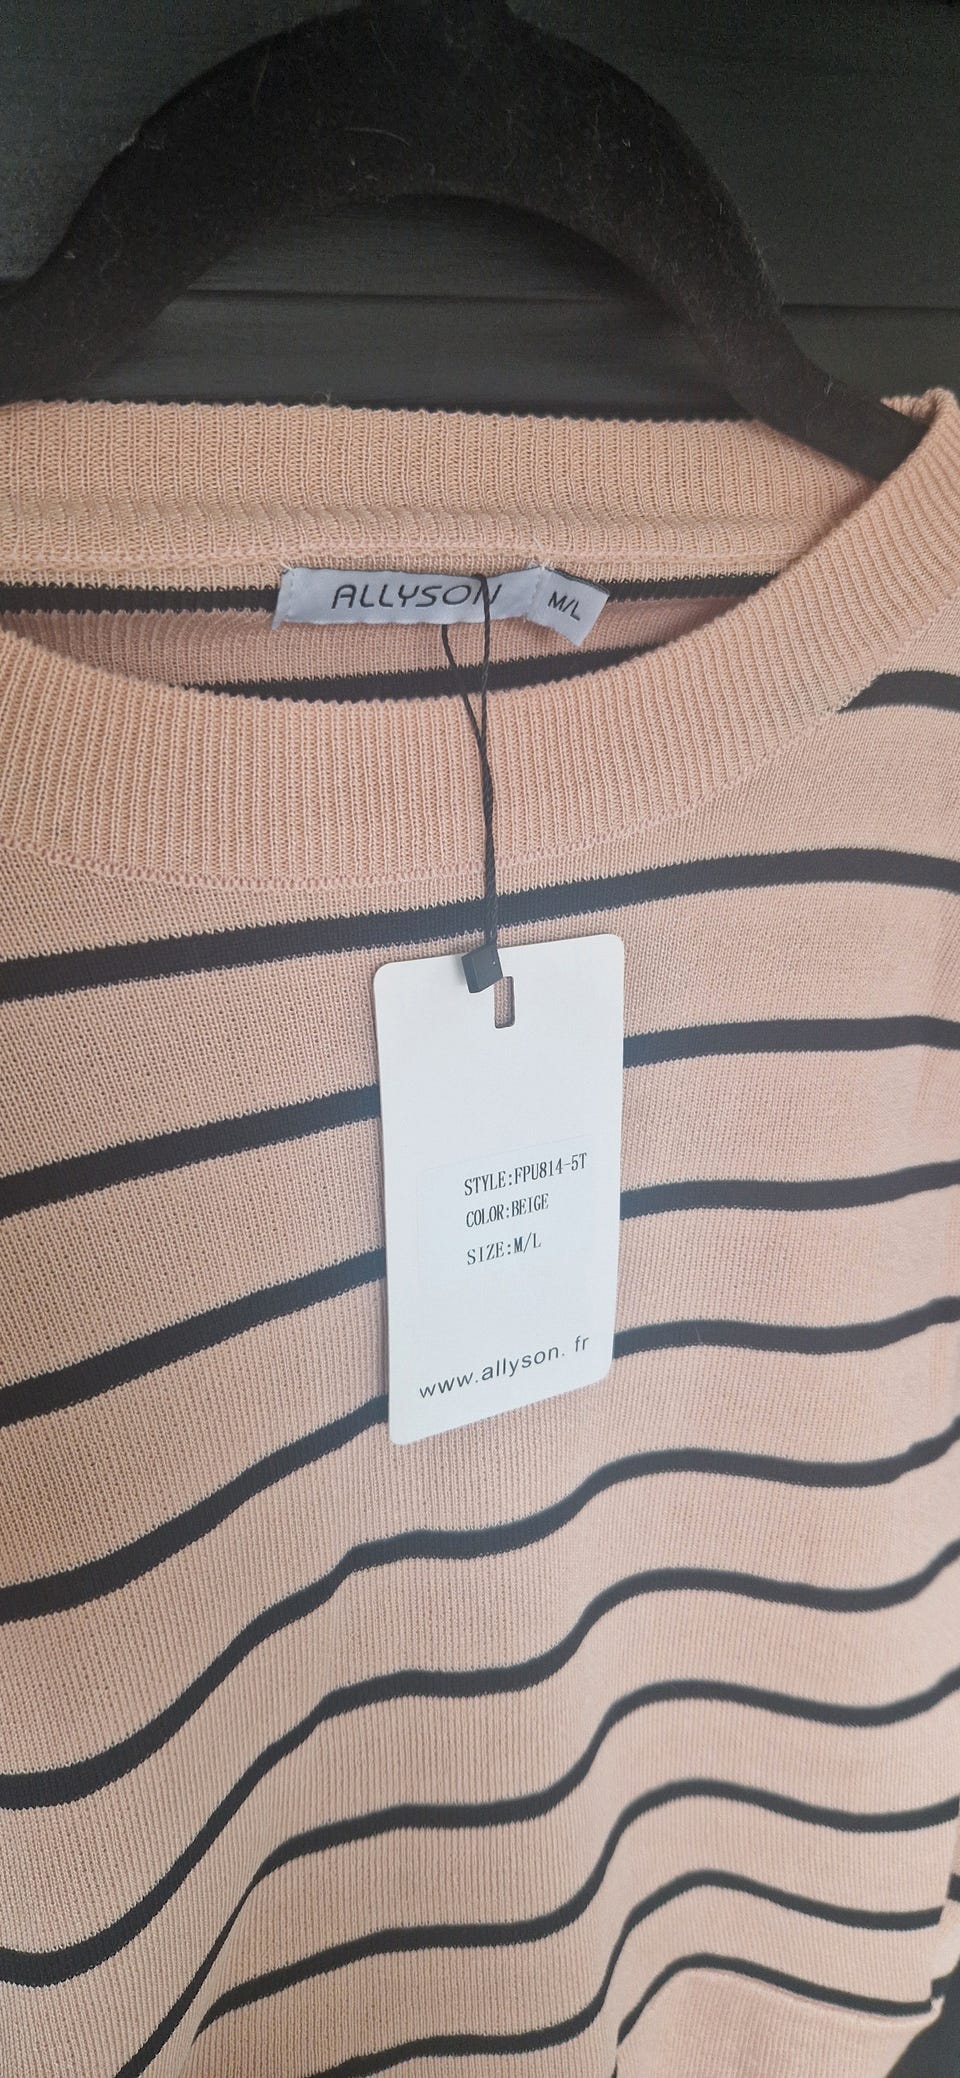 ALLYSON
M/L
STYLE:FPU814-5T
COLOR:BEIGE
SIZE:M/L
www.allyson. fr